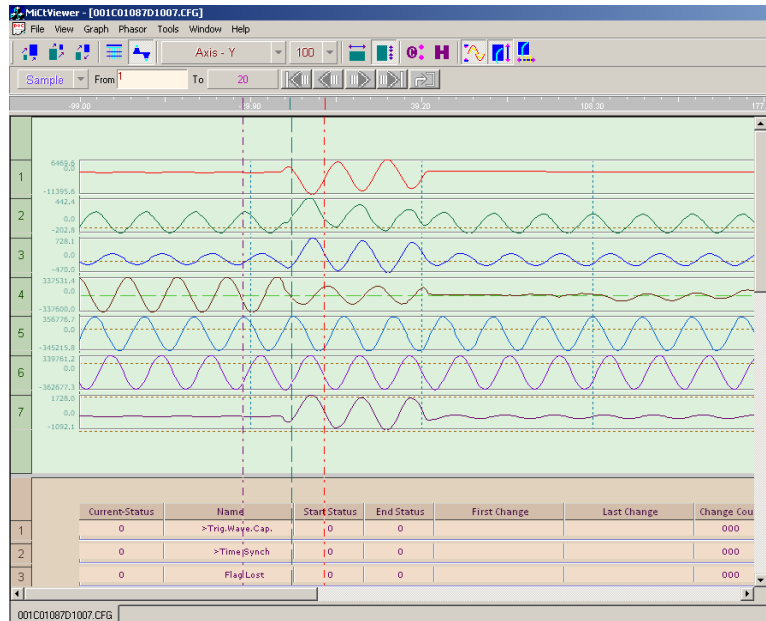 MiCtViewer - [001C01087D1007.CFG]
File View Graph Phasor Tools Window Help
Axis - Y 100
Sample From 1 To 20
-99.00 -29.90 39.20 108.30 177.
1 6469.6 0.0 -11395.6
2 442.4 0.0 -202.8
3 728.1 0.0 -470.0
4 337531.4 0.0 -337600.0
5 356776.7 0.0 -345215.8
6 339761.2 0.0 -362677.3
7 1728.0 0.0 -1092.1
Current-Status Name Start Status End Status First Change Last Change Change Cou
1 0 >Trig.Wave.Cap. 0 0 000
2 0 >Time Synch 0 0 000
3 0 Flag Lost 0 0 000
001C01087D1007.CFG